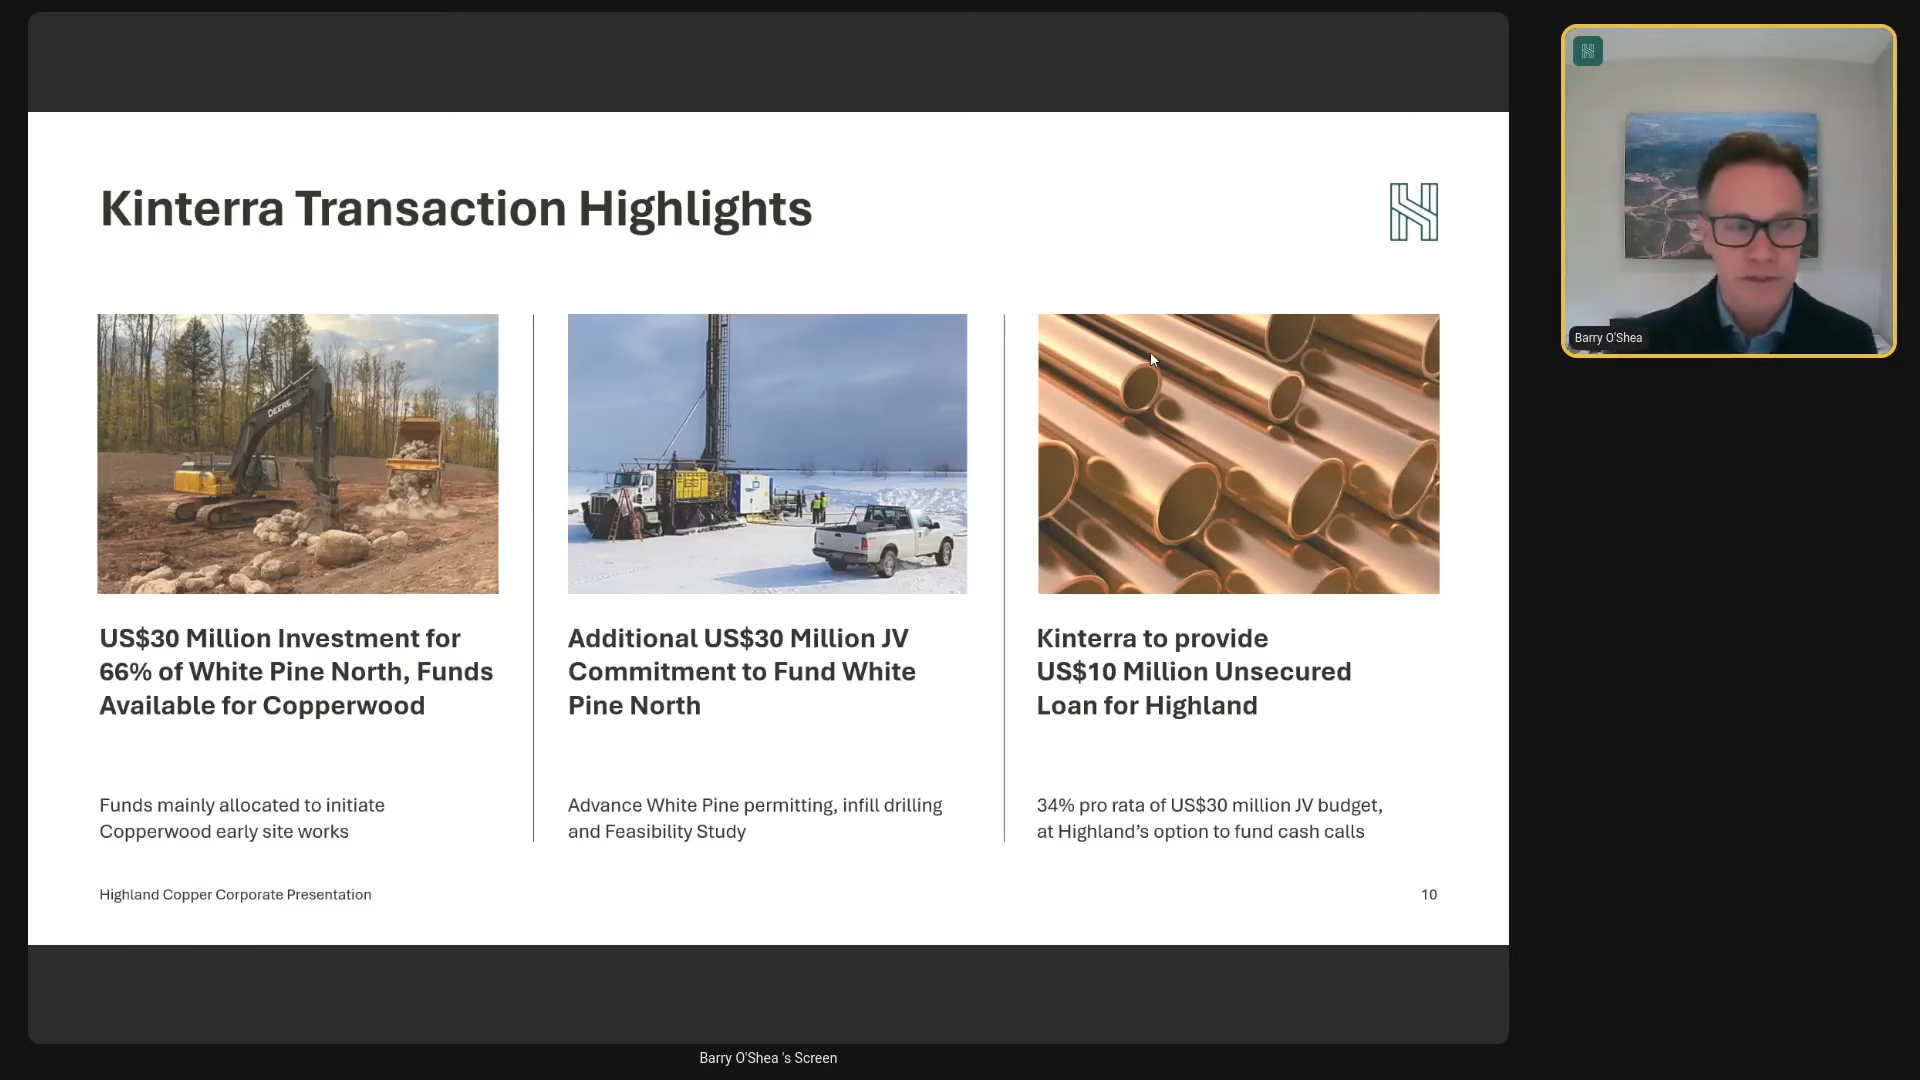 Kinterra Transaction Highlights
DEERE
US$30 Million Investment for
66% of White Pine North, Funds
Available for Copperwood
Funds mainly allocated to initiate
Copperwood early site works
Additional US$30 Million JV
Commitment to Fund White
Pine North
Advance White Pine permitting, infill drilling
and Feasibility Study
Kinterra to provide
US$10 Million Unsecured
Loan for Highland
34% pro rata of US$30 million JV budget,
at Highland’s option to fund cash calls
Highland Copper Corporate Presentation
10
Barry O'Shea
Barry O'Shea 's Screen